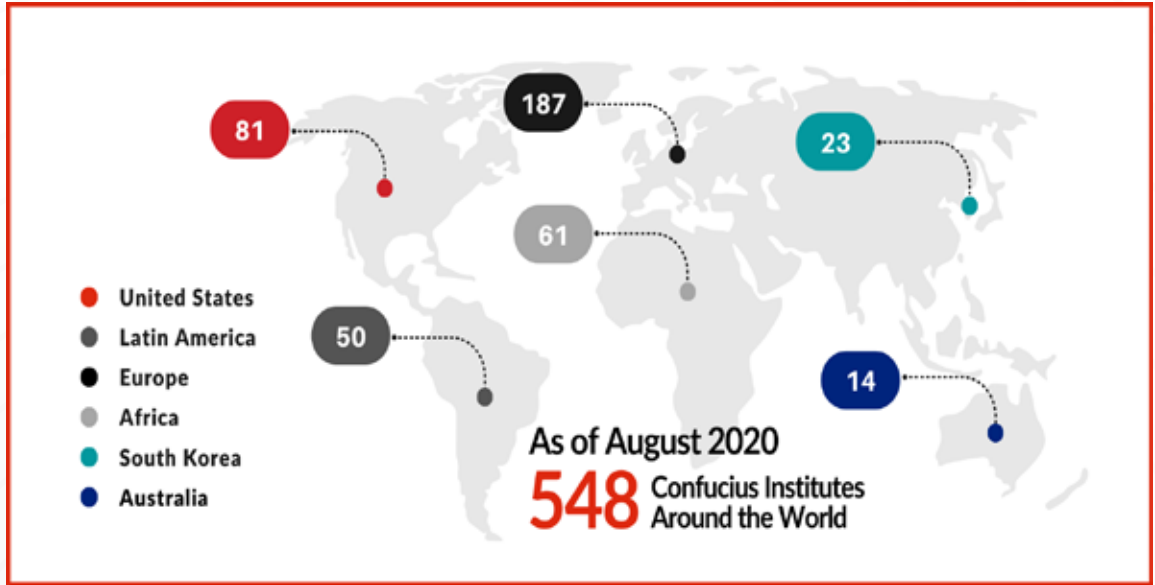 81
187
23
61
50
14
United States
Latin America
Europe
Africa
South Korea
Australia
As of August 2020
548 Confucius Institutes
Around the World